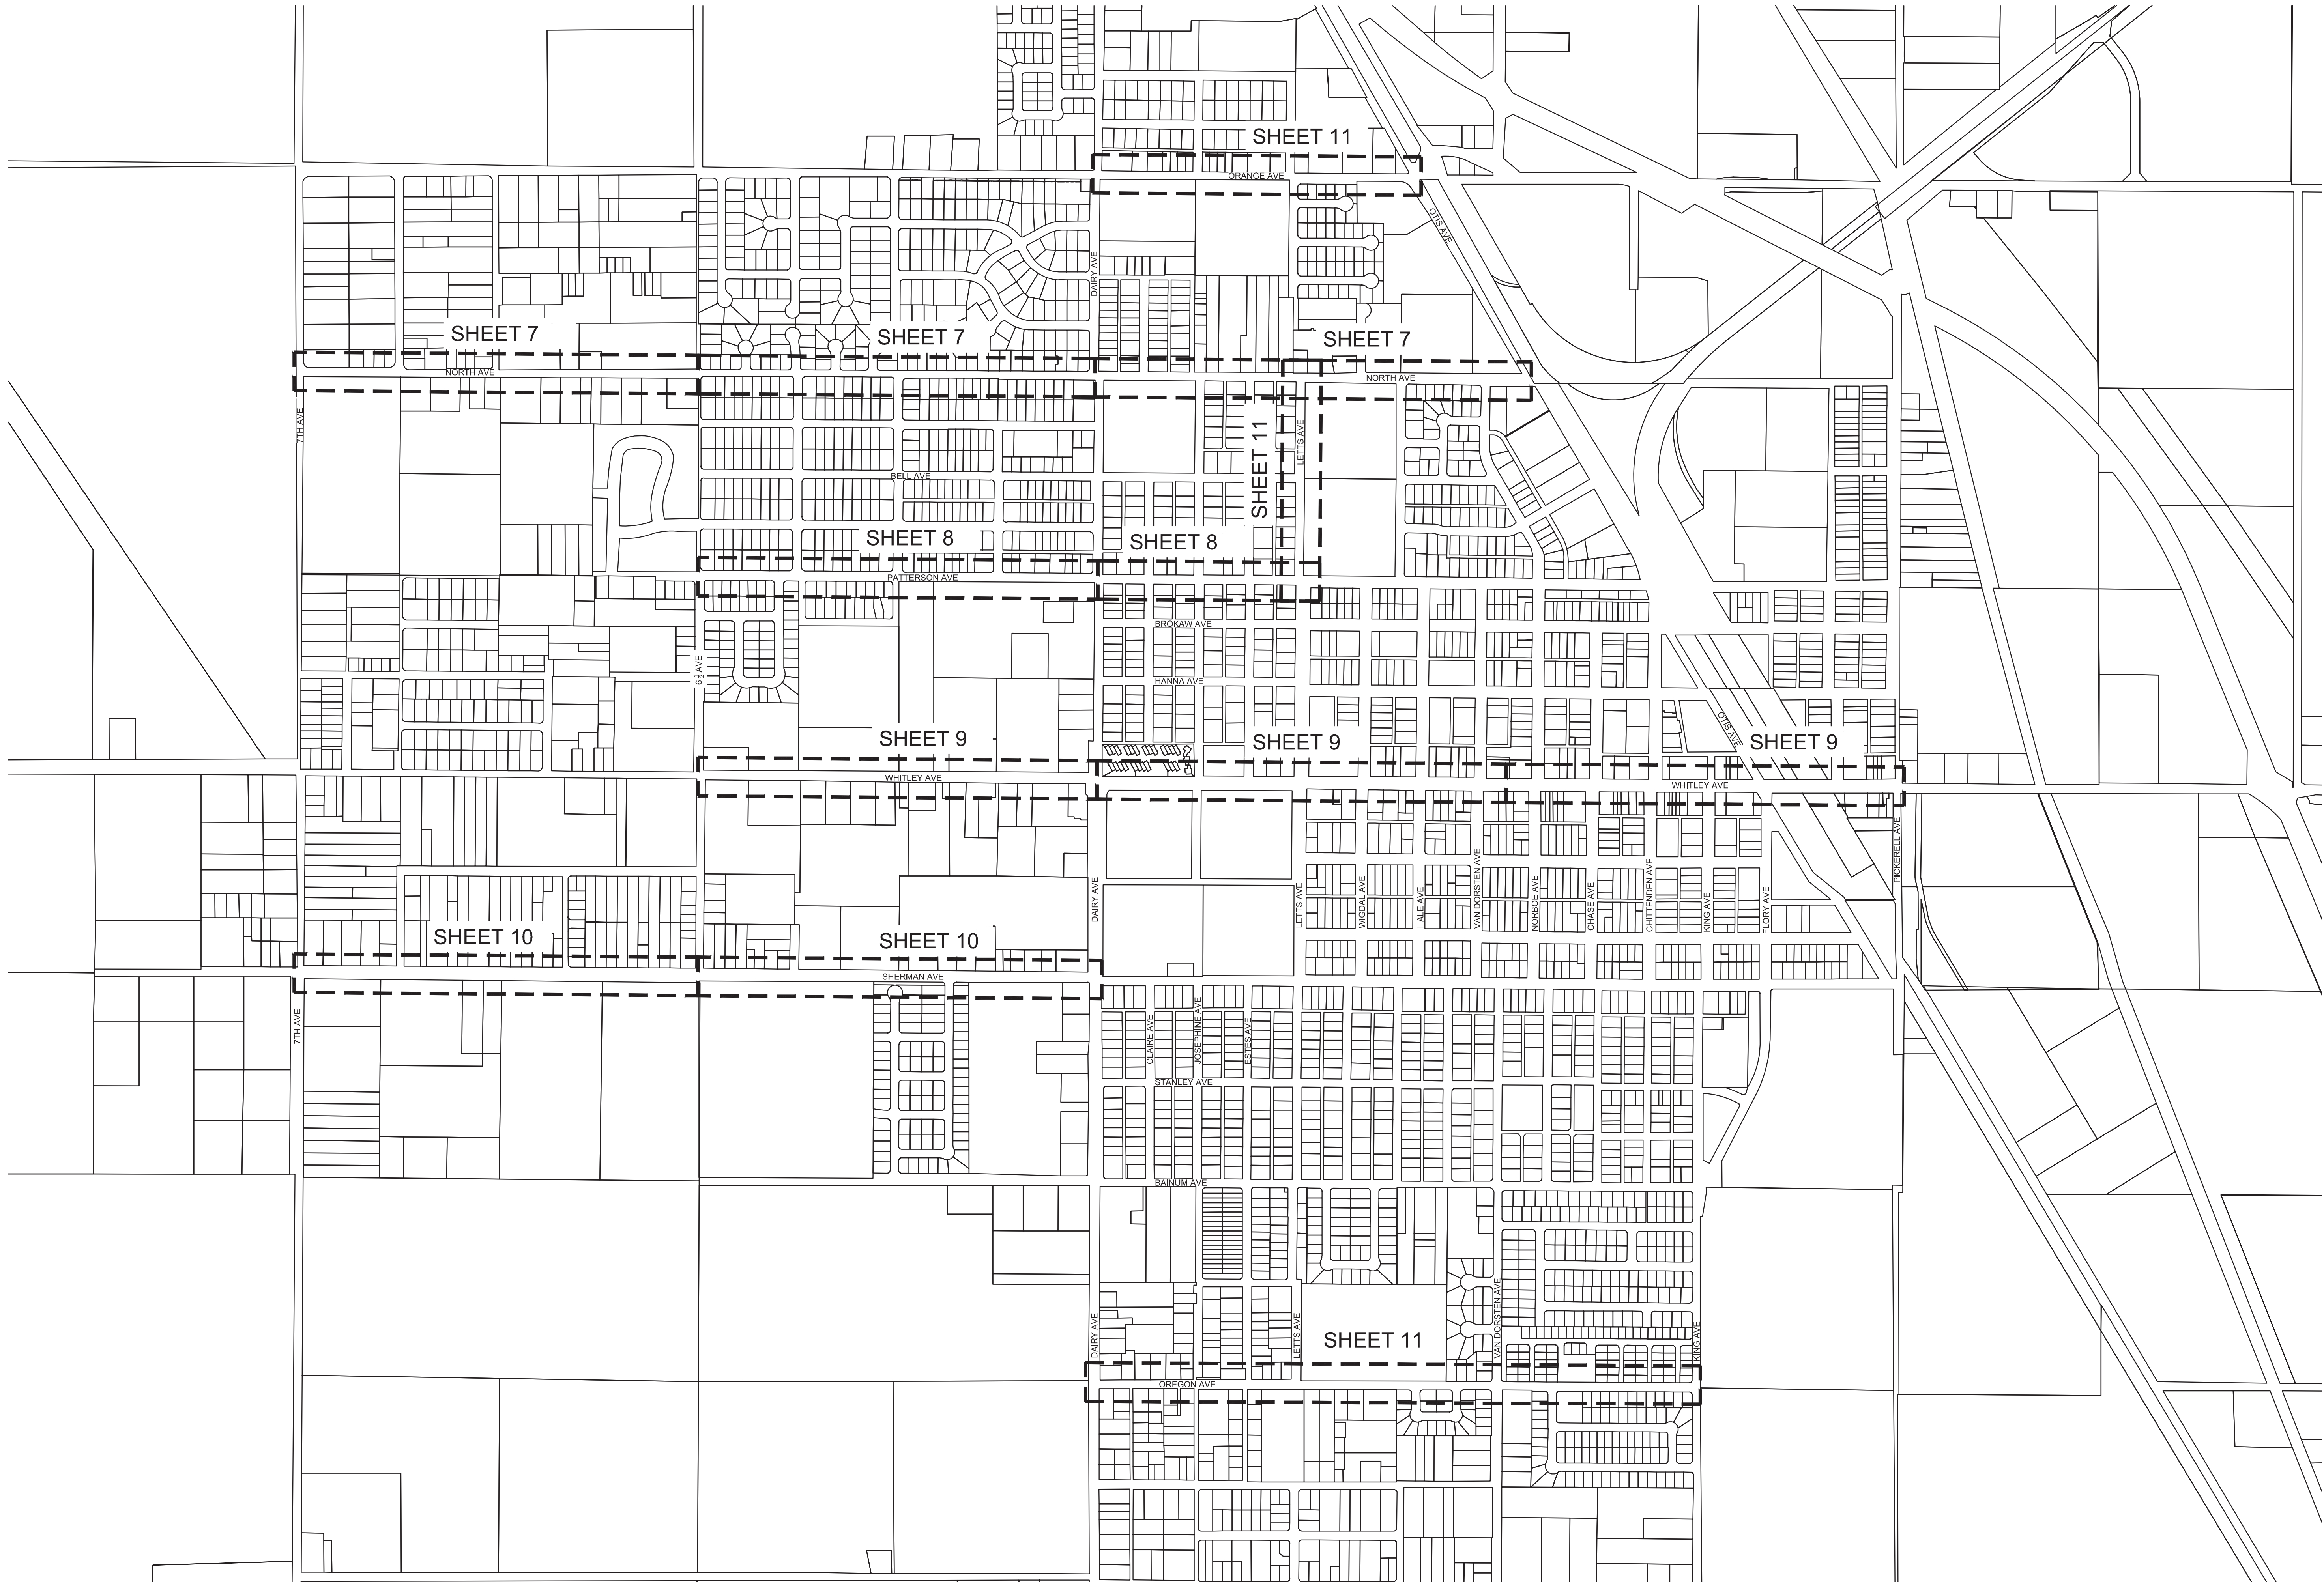 SHEET 11
ORANGE AVE
OTIS AVE
DAIRY AVE
SHEET 7
SHEET 7
SHEET 7
NORTH AVE
NORTH AVE
7TH AVE
SHEET 11
LETTS AVE
BELL AVE
SHEET 8
SHEET 8
PATTERSON AVE
BROKAW AVE
6 1/2 AVE
HANNA AVE
OTIS AVE
SHEET 9
SHEET 9
SHEET 9
WHITLEY AVE
WHITLEY AVE
PICKERELL AVE
DAIRY AVE
LETTS AVE
WIGDAL AVE
HALE AVE
VAN DORSTEN AVE
NORBOE AVE
CHASE AVE
CHITTENDEN AVE
KING AVE
FLORY AVE
SHEET 10
SHEET 10
SHERMAN AVE
7TH AVE
CLAIRE AVE
JOSEPHINE AVE
ESTES AVE
STANLEY AVE
BAINUM AVE
DAIRY AVE
LETTS AVE
SHEET 11
VAN DORSTEN AVE
KING AVE
OREGON AVE